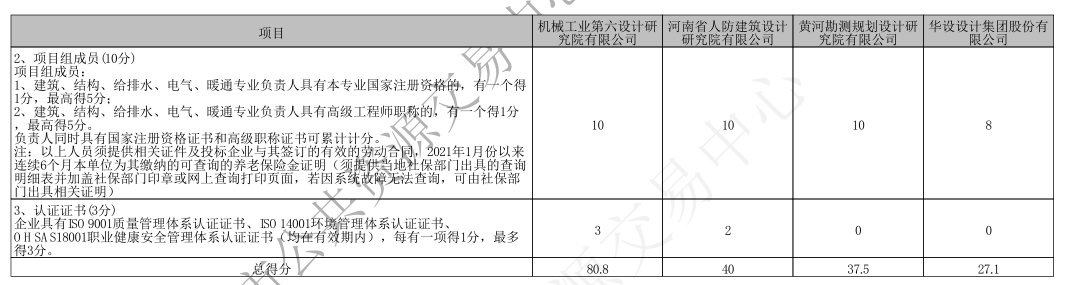 项目 机械工业第六设计研究院有限公司 河南省人防建筑设计研究院有限公司 黄河勘测规划设计研究院有限公司 华设设计集团股份有限公司
2、项目组成员(10分)
项目组成员:
1、建筑、结构、给排水、电气、暖通专业负责人具有本专业国家注册资格的，有一个得
1分，最高得5分；
2、建筑、结构、给排水、电气、暖通专业负责人具有高级工程师职称的，有一个得1分
，最高得5分。
负责人同时具有国家注册资格证书和高级职称证书可累计计分。
注：以上人员须提供相关证件及投标企业与其签订的有效的劳动合同，2021年1月份以来
连续6个月本单位为其缴纳的可查询的养老保险金证明（须提供当地社保部门出具的查询
明细表并加盖社保部门印章或网上查询打印页面，若因系统故障无法查询，可由社保部
门出具相关证明）
10 10 10 8
3、认证证书(3分)
企业具有ISO 9001质量管理体系认证证书、ISO 14001环境管理体系认证证书、
OHSAS18001职业健康安全管理体系认证证书（均在有效期内），每有一项得1分，最多
得3分。
3 2 0 0
总得分 80.8 40 37.5 27.1
市公共资源交易中心
源交易中心